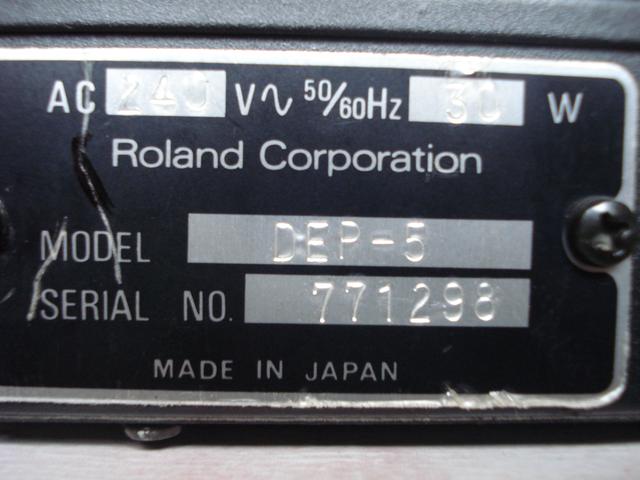 AC 240 V∿ 50/60Hz 30 W
Roland Corporation
MODEL DEP-5
SERIAL NO. 771298
MADE IN JAPAN